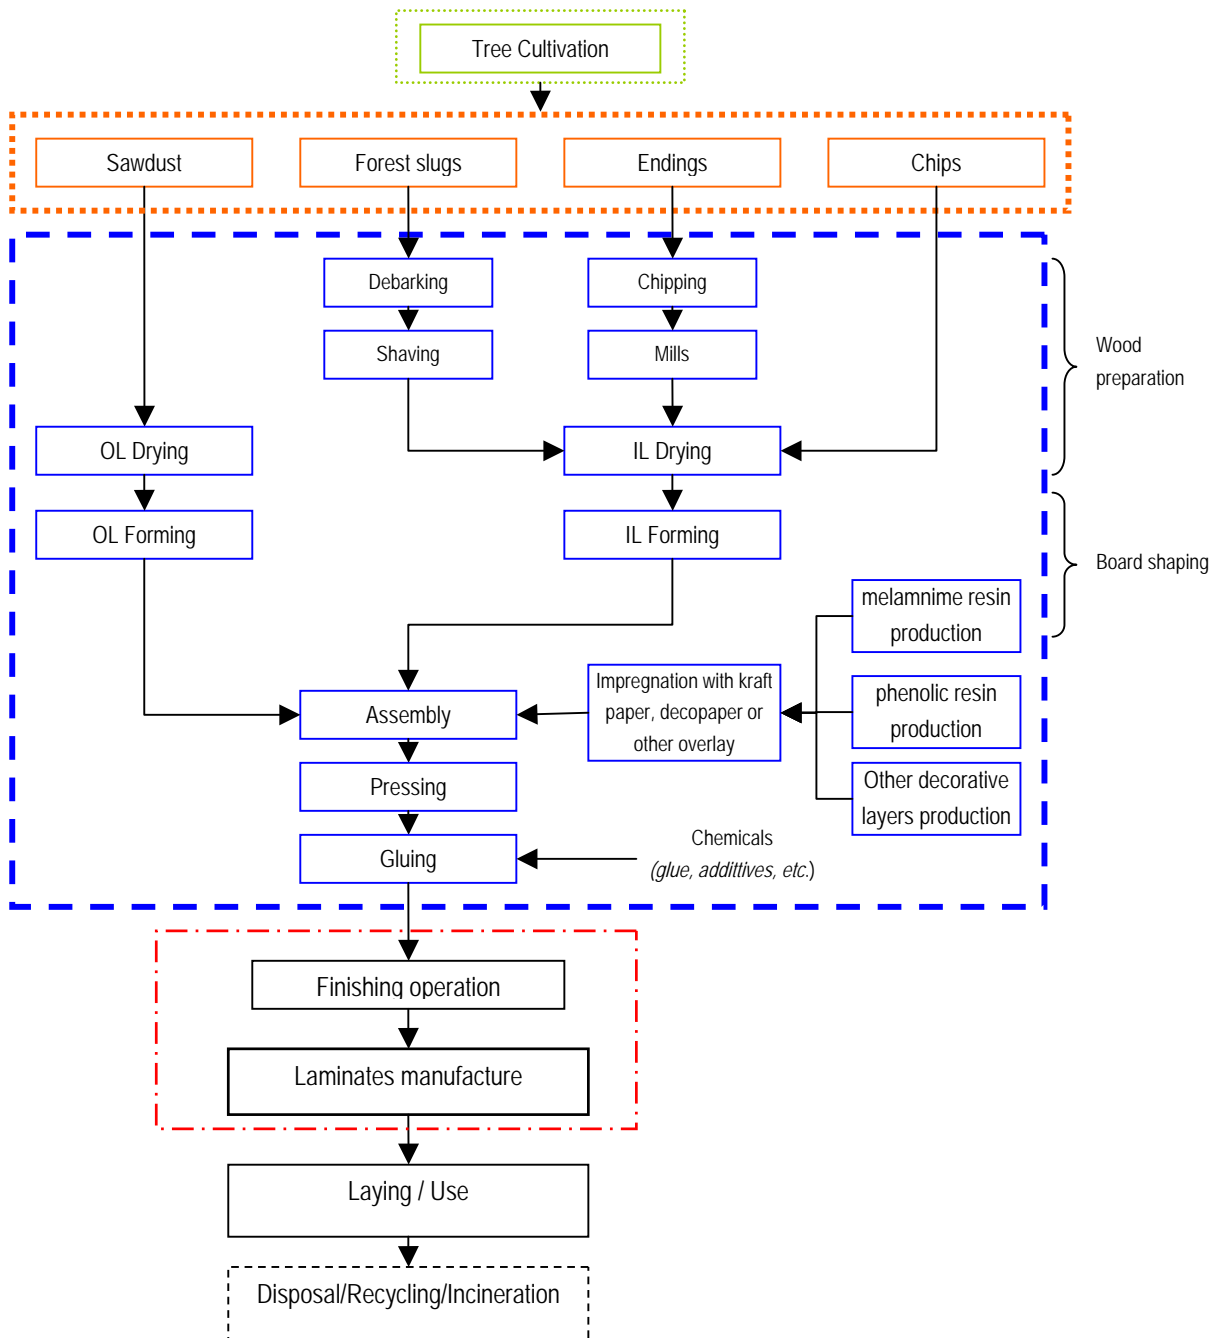 Tree Cultivation
Sawdust
Forest slugs
Endings
Chips
Debarking
Chipping
Shaving
Mills
Wood
preparation
OL Drying
IL Drying
OL Forming
IL Forming
Board shaping
melamnime resin
production
Impregnation with kraft
paper, decopaper or
other overlay
Assembly
phenolic resin
production
Pressing
Other decorative
layers production
Gluing
Chemicals
(glue, addittives, etc.)
Finishing operation
Laminates manufacture
Laying / Use
Disposal/Recycling/Incineration